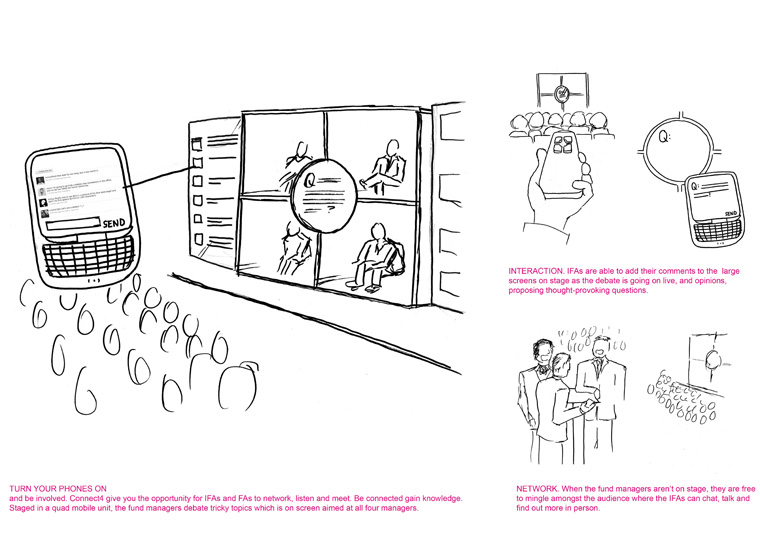 SEND
Q:
Q:
Q:
SEND
INTERACTION. IFAs are able to add their comments to the large
screens on stage as the debate is going on live, and opinions,
proposing thought-provoking questions.
TURN YOUR PHONES ON
and be involved. Connect4 give you the opportunity for IFAs and FAs to network, listen and meet. Be connected gain knowledge.
Staged in a quad mobile unit, the fund managers debate tricky topics which is on screen aimed at all four managers.
NETWORK. When the fund managers aren't on stage, they are free
to mingle amongst the audience where the IFAs can chat, talk and
find out more in person.